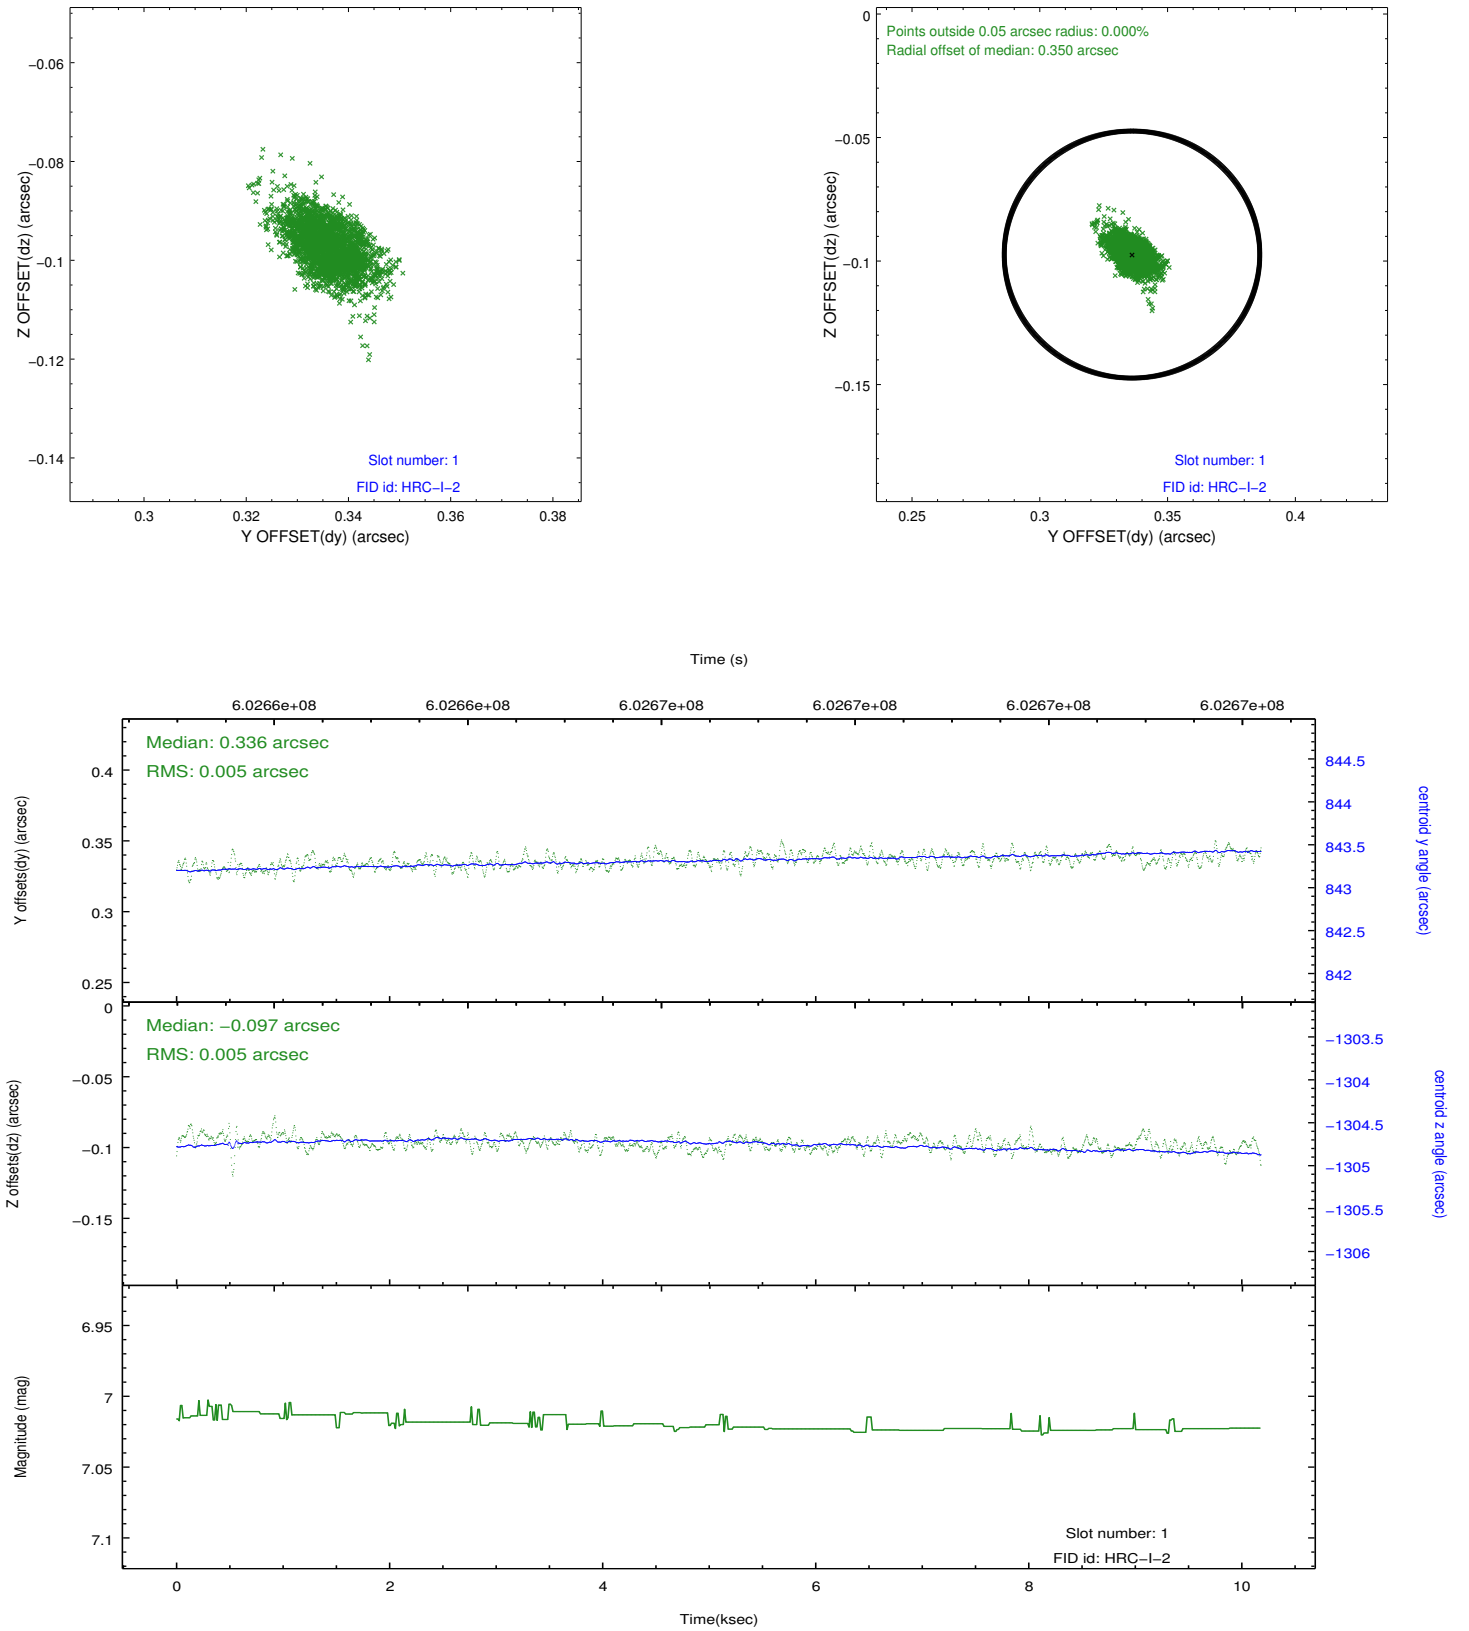 −0.06
−0.08
−0.1
−0.12
−0.14
Z OFFSET(dz) (arcsec)
Slot number: 1
FID id: HRC−I−2
0.3 0.32 0.34 0.36 0.38
Y OFFSET(dy) (arcsec)
Points outside 0.05 arcsec radius: 0.000%
Radial offset of median: 0.350 arcsec
0
−0.05
−0.1
−0.15
Z OFFSET(dz) (arcsec)
Slot number: 1
FID id: HRC−I−2
0.25 0.3 0.35 0.4
Y OFFSET(dy) (arcsec)
Time (s)
6.0266e+08 6.0266e+08 6.0267e+08 6.0267e+08 6.0267e+08 6.0267e+08
Median: 0.336 arcsec
RMS: 0.005 arcsec
0.4
0.35
0.3
0.25
Y offsets(dy) (arcsec)
844.5
844
843.5
843
842.5
842
centroid y angle (arcsec)
Median: −0.097 arcsec
RMS: 0.005 arcsec
0
−0.05
−0.1
−0.15
Z offsets(dz) (arcsec)
−1303.5
−1304
−1304.5
−1305
−1305.5
−1306
centroid z angle (arcsec)
6.95
7
7.05
7.1
Magnitude (mag)
Slot number: 1
FID id: HRC−I−2
0 2 4 6 8 10
Time(ksec)